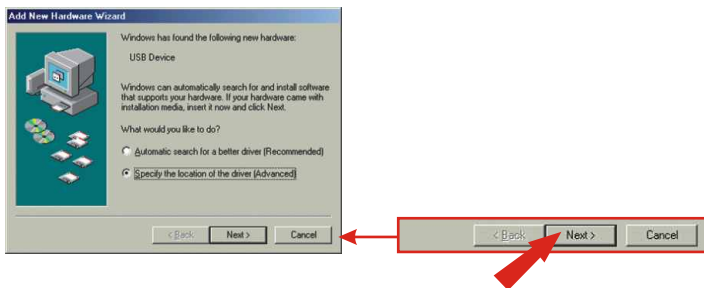 Add New Hardware Wizard
Windows has found the following new hardware:
USB Device
Windows can automatically search for and install software
that supports your hardware. If your hardware came with
installation media, insert it now and click Next.
What would you like to do?
Automatic search for a better driver (Recommended)
Specify the location of the driver (Advanced)
< Back Next > Cancel
< Back Next > Cancel